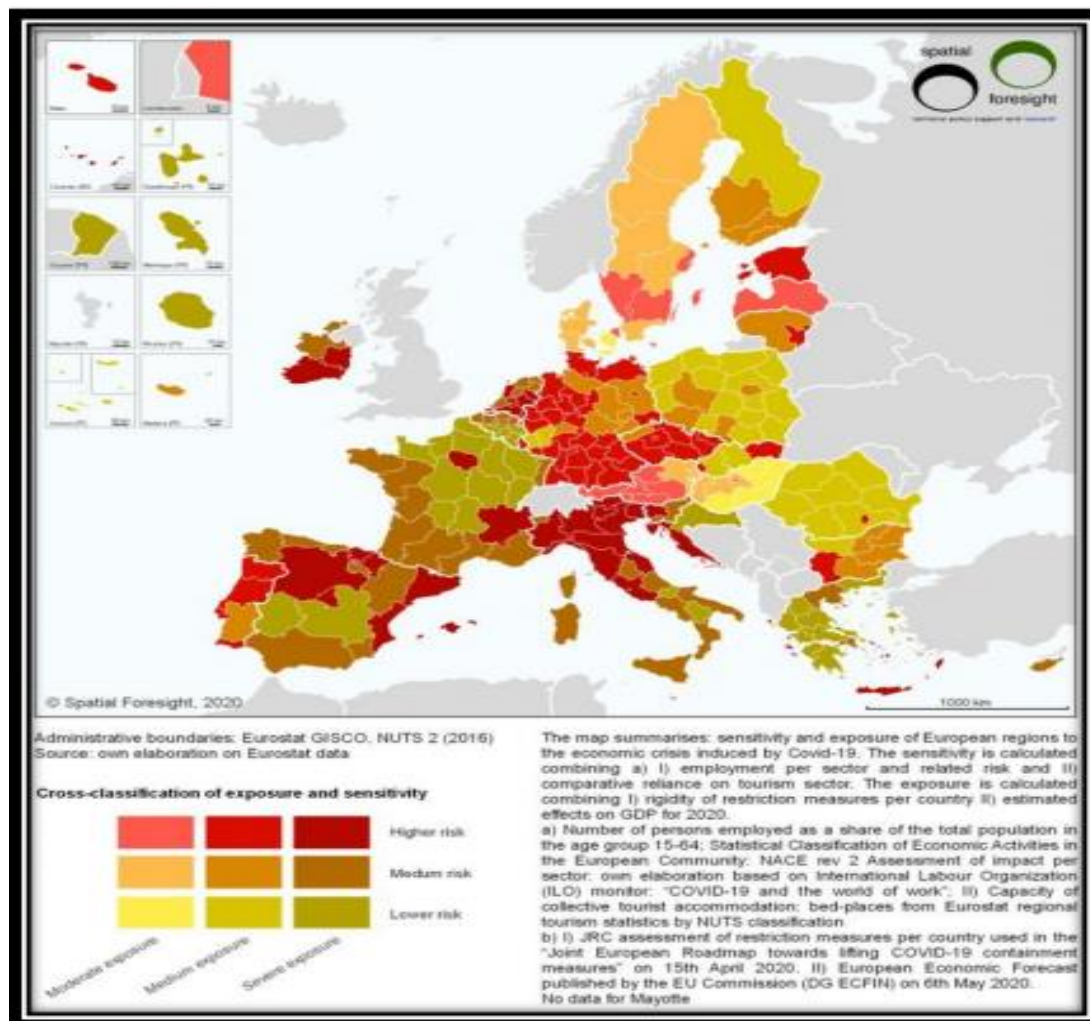 spatial
foresight
© Spatial Foresight, 2020
1000 km
Administrative boundaries: Eurostat GISCO, NUTS 2 (2016)
Source: own elaboration on Eurostat data
Cross-classification of exposure and sensitivity
Higher risk
Medum risk
Lower risk
Moderate exposure
Medium exposure
Severe exposure
The map summarises: sensitivity and exposure of European regions to
the economic crisis induced by Covid-19. The sensitivity is calculated
combining a) I) employment per sector and related risk and II)
comparative reliance on tourism sector. The exposure is calculated
combining I) rigidity of restriction measures per country II) estimated
effects on GDP for 2020.
a) Number of persons employed as a share of the total population in
the age group 15-64; Statistical Classification of Economic Activities in
the European Community: NACE rev 2 Assessment of impact per
sector: own elaboration based on International Labour Organization
(ILO) monitor: "COVID-19 and the world of work"; II) Capacity of
collective tourist accommodation: bed-places from Eurostat regional
tourism statistics by NUTS classification
b) I) JRC assessment of restriction measures per country used in the
"Joint European Roadmap towards lifting COVID-19 containment
measures" on 15th April 2020. II) European Economic Forecast
published by the EU Commission (DG ECFIN) on 6th May 2020.
No data for Mayotte